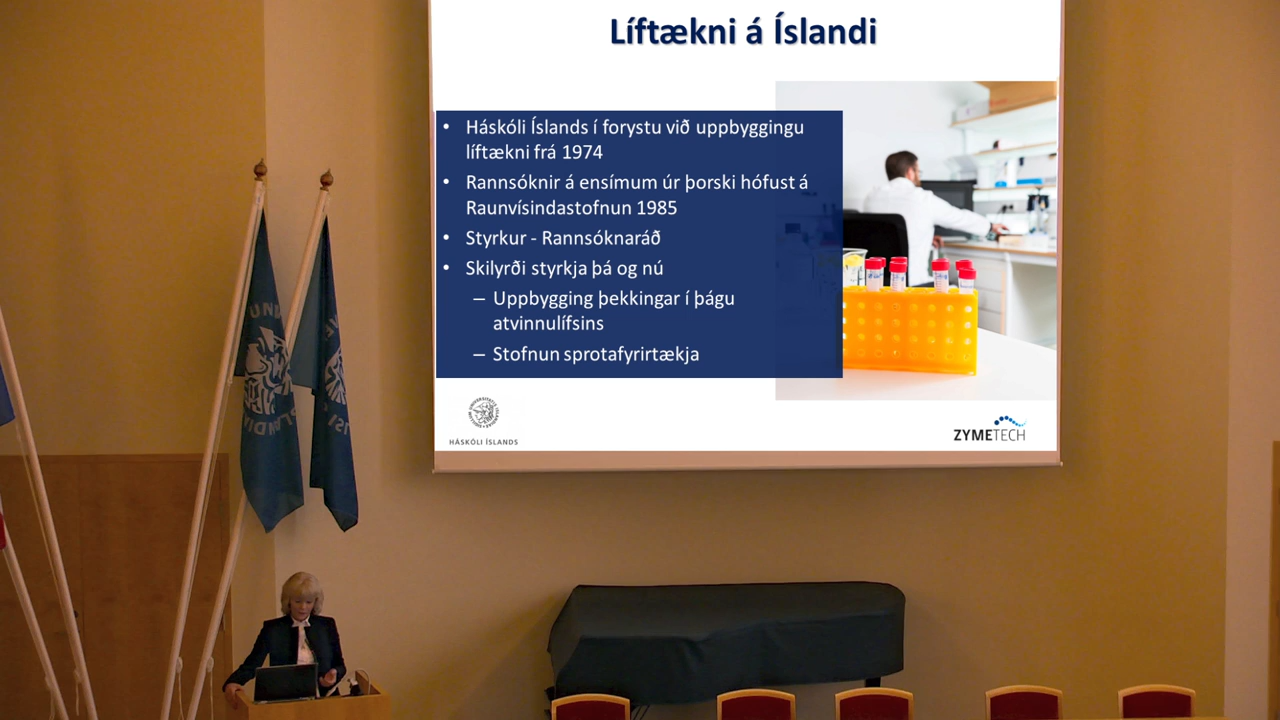 Líftækni á Íslandi
• Háskóli Íslands í forystu við uppbyggingu
líftækni frá 1974
• Rannsóknir á ensímum úr þorski hófust á
Raunvísindastofnun 1985
• Styrkur - Rannsóknaráð
• Skilyrði styrkja þá og nú
– Uppbygging þekkingar í þágu
atvinnulífsins
– Stofnun sprotafyrirtækja
HÁSKÓLI ÍSLANDS
ZYMETECH